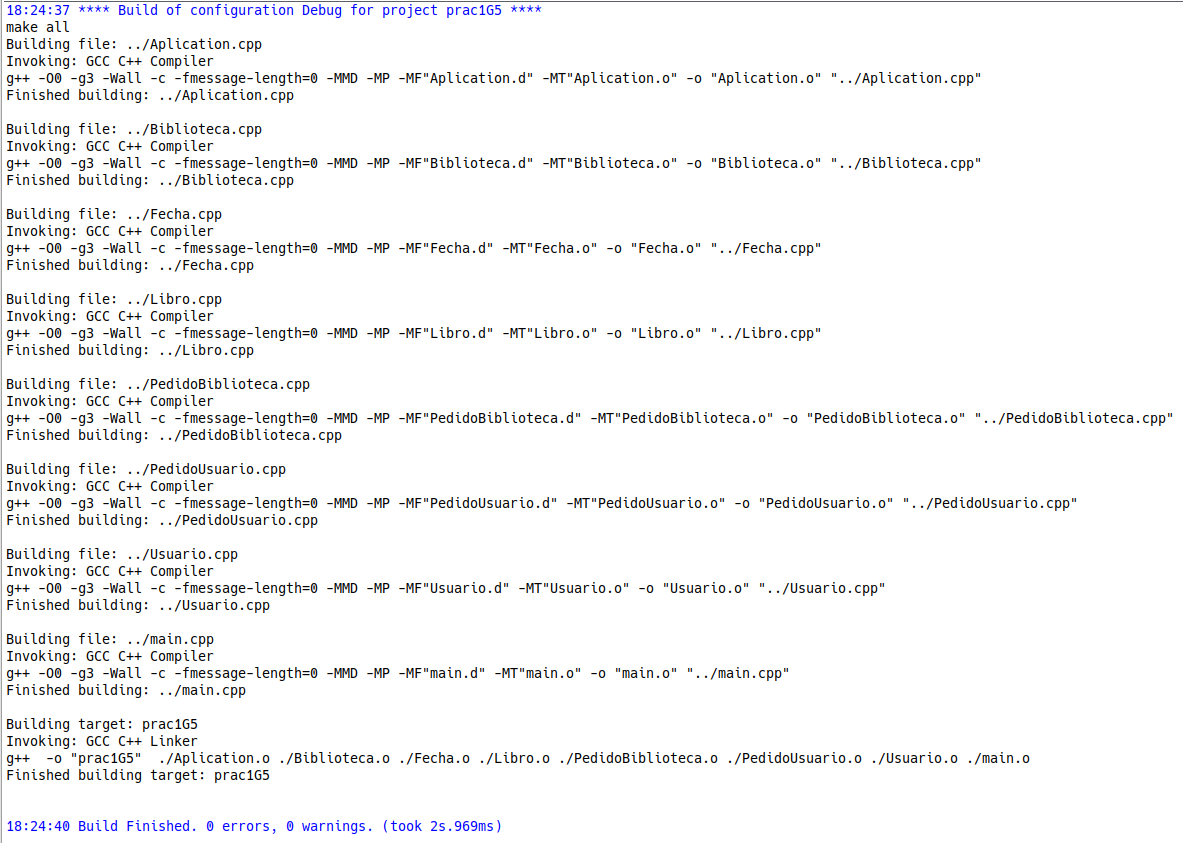 18:24:37 **** Build of configuration Debug for project prac1G5 ****
make all
Building file: ../Aplication.cpp
Invoking: GCC C++ Compiler
g++ -O0 -g3 -Wall -c -fmessage-length=0 -MMD -MP -MF"Aplication.d" -MT"Aplication.o" -o "Aplication.o" "../Aplication.cpp"
Finished building: ../Aplication.cpp

Building file: ../Biblioteca.cpp
Invoking: GCC C++ Compiler
g++ -O0 -g3 -Wall -c -fmessage-length=0 -MMD -MP -MF"Biblioteca.d" -MT"Biblioteca.o" -o "Biblioteca.o" "../Biblioteca.cpp"
Finished building: ../Biblioteca.cpp

Building file: ../Fecha.cpp
Invoking: GCC C++ Compiler
g++ -O0 -g3 -Wall -c -fmessage-length=0 -MMD -MP -MF"Fecha.d" -MT"Fecha.o" -o "Fecha.o" "../Fecha.cpp"
Finished building: ../Fecha.cpp

Building file: ../Libro.cpp
Invoking: GCC C++ Compiler
g++ -O0 -g3 -Wall -c -fmessage-length=0 -MMD -MP -MF"Libro.d" -MT"Libro.o" -o "Libro.o" "../Libro.cpp"
Finished building: ../Libro.cpp

Building file: ../PedidoBiblioteca.cpp
Invoking: GCC C++ Compiler
g++ -O0 -g3 -Wall -c -fmessage-length=0 -MMD -MP -MF"PedidoBiblioteca.d" -MT"PedidoBiblioteca.o" -o "PedidoBiblioteca.o" "../PedidoBiblioteca.cpp"
Finished building: ../PedidoBiblioteca.cpp

Building file: ../PedidoUsuario.cpp
Invoking: GCC C++ Compiler
g++ -O0 -g3 -Wall -c -fmessage-length=0 -MMD -MP -MF"PedidoUsuario.d" -MT"PedidoUsuario.o" -o "PedidoUsuario.o" "../PedidoUsuario.cpp"
Finished building: ../PedidoUsuario.cpp

Building file: ../Usuario.cpp
Invoking: GCC C++ Compiler
g++ -O0 -g3 -Wall -c -fmessage-length=0 -MMD -MP -MF"Usuario.d" -MT"Usuario.o" -o "Usuario.o" "../Usuario.cpp"
Finished building: ../Usuario.cpp

Building file: ../main.cpp
Invoking: GCC C++ Compiler
g++ -O0 -g3 -Wall -c -fmessage-length=0 -MMD -MP -MF"main.d" -MT"main.o" -o "main.o" "../main.cpp"
Finished building: ../main.cpp

Building target: prac1G5
Invoking: GCC C++ Linker
g++  -o "prac1G5"  ./Aplication.o ./Biblioteca.o ./Fecha.o ./Libro.o ./PedidoBiblioteca.o ./PedidoUsuario.o ./Usuario.o ./main.o
Finished building target: prac1G5

18:24:40 Build Finished. 0 errors, 0 warnings. (took 2s.969ms)